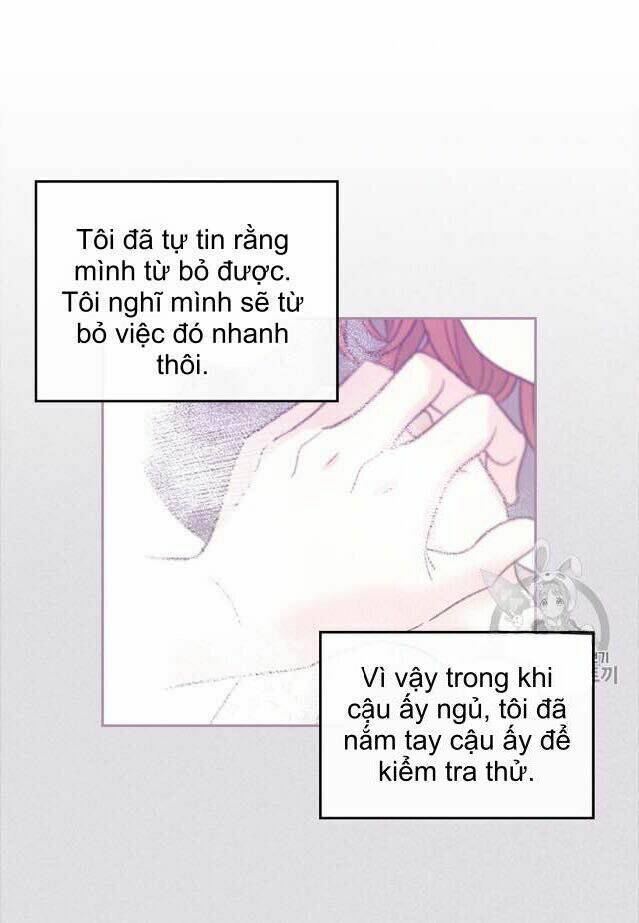 Tôi đã tự tin rằng
mình từ bỏ được.
Tôi nghĩ mình sẽ từ
bỏ việc đó nhanh
thôi.
Vì vậy trong khi
cậu ấy ngủ, tôi đã
nắm tay cậu ấy để
kiểm tra thử.